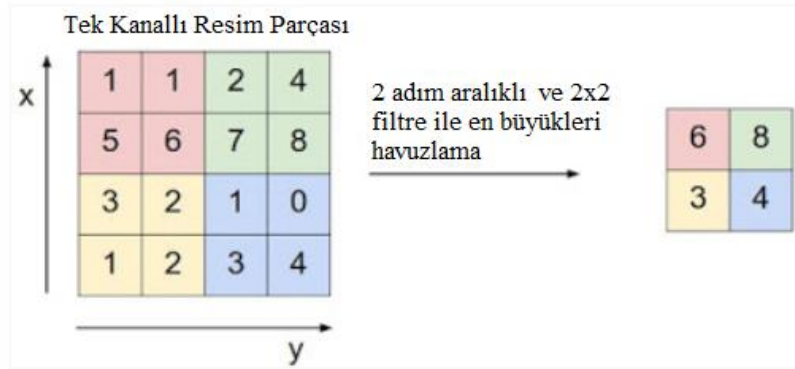 Tek Kanallı Resim Parçası
x
1 1 2 4
5 6 7 8
3 2 1 0
1 2 3 4
y
2 adım aralıklı ve 2x2
filtre ile en büyükleri
havuzlama
6 8
3 4